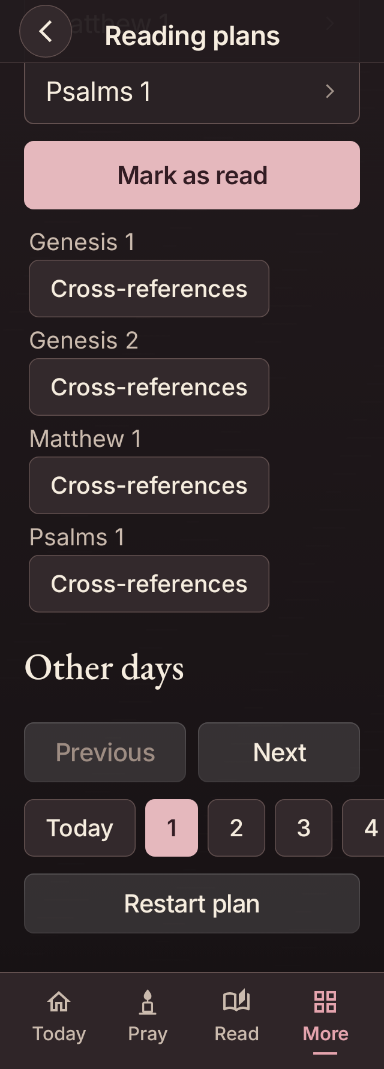 Matthew 1
Reading plans
Psalms 1
Mark as read
Genesis 1
Cross-references
Genesis 2
Cross-references
Matthew 1
Cross-references
Psalms 1
Cross-references
Other days
Previous Next
Today 1 2 3 4
Restart plan
Today Pray Read More